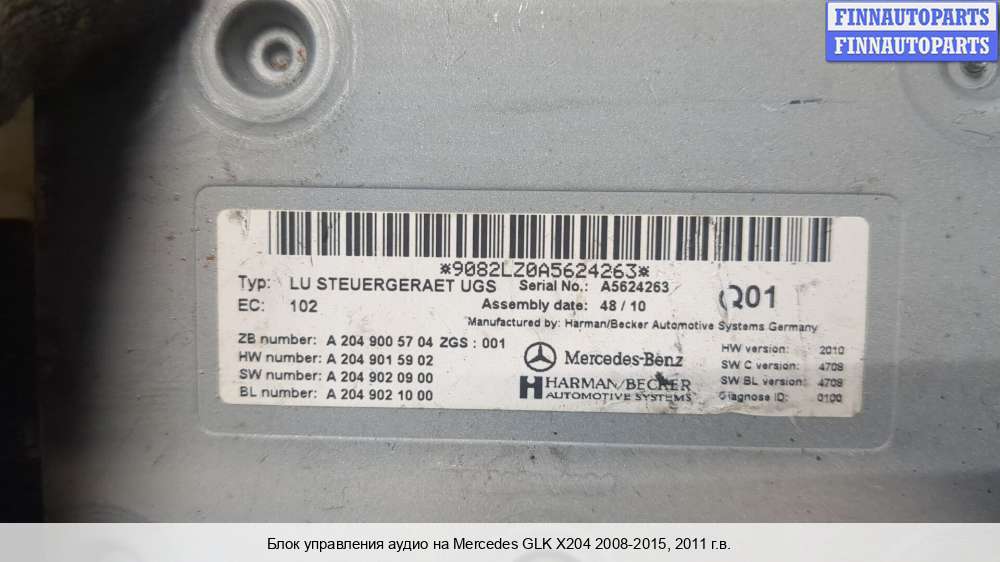 FINNAUTOPARTS
FINNAUTOPARTS
*9082LZ0A5624263*
Typ: LU STEUERGERAET UGS Serial No.: A5624263
EC: 102 Assembly date: 48 / 10 Q01
Manufactured by: Harman/Becker Automotive Systems Germany
ZB number: A 204 900 57 04 ZGS : 001
HW number: A 204 901 59 02
SW number: A 204 902 09 00
BL number: A 204 902 10 00
Mercedes-Benz
HARMAN/BECKER
AUTOMOTIVE SYSTEMS
HW version: 2010
SW C version: 4708
SW BL version: 4708
Diagnose ID: 0100
Блок управления аудио на Mercedes GLK X204 2008-2015, 2011 г.в.